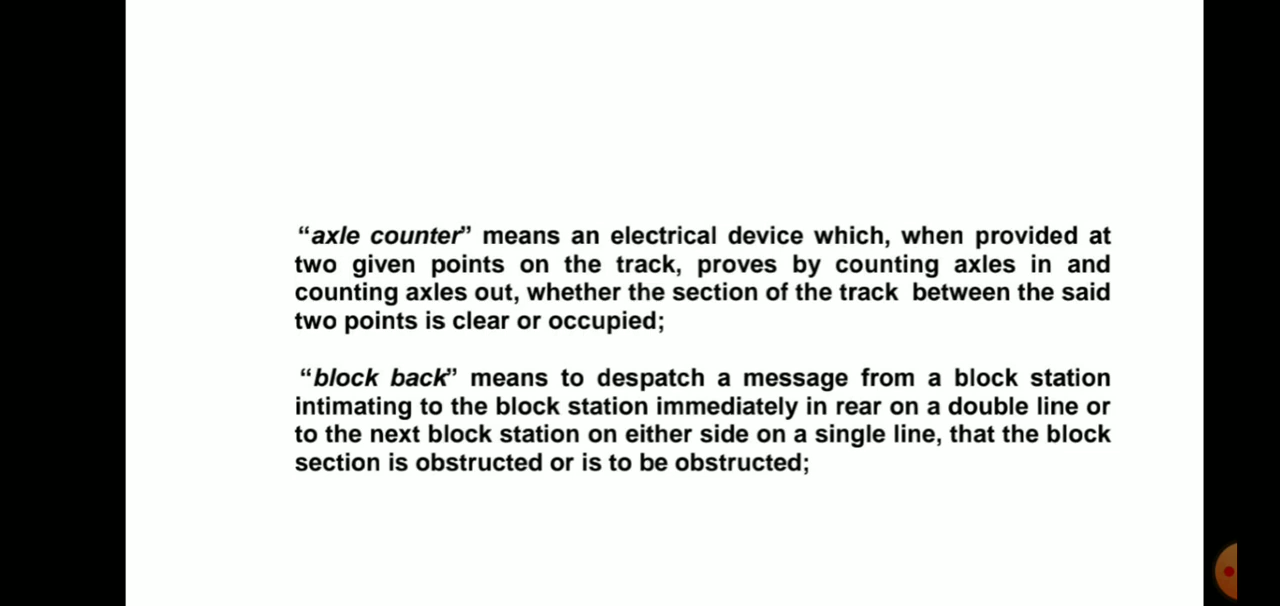 “axle counter” means an electrical device which, when provided at
two given points on the track, proves by counting axles in and
counting axles out, whether the section of the track between the said
two points is clear or occupied;
“block back” means to despatch a message from a block station
intimating to the block station immediately in rear on a double line or
to the next block station on either side on a single line, that the block
section is obstructed or is to be obstructed;